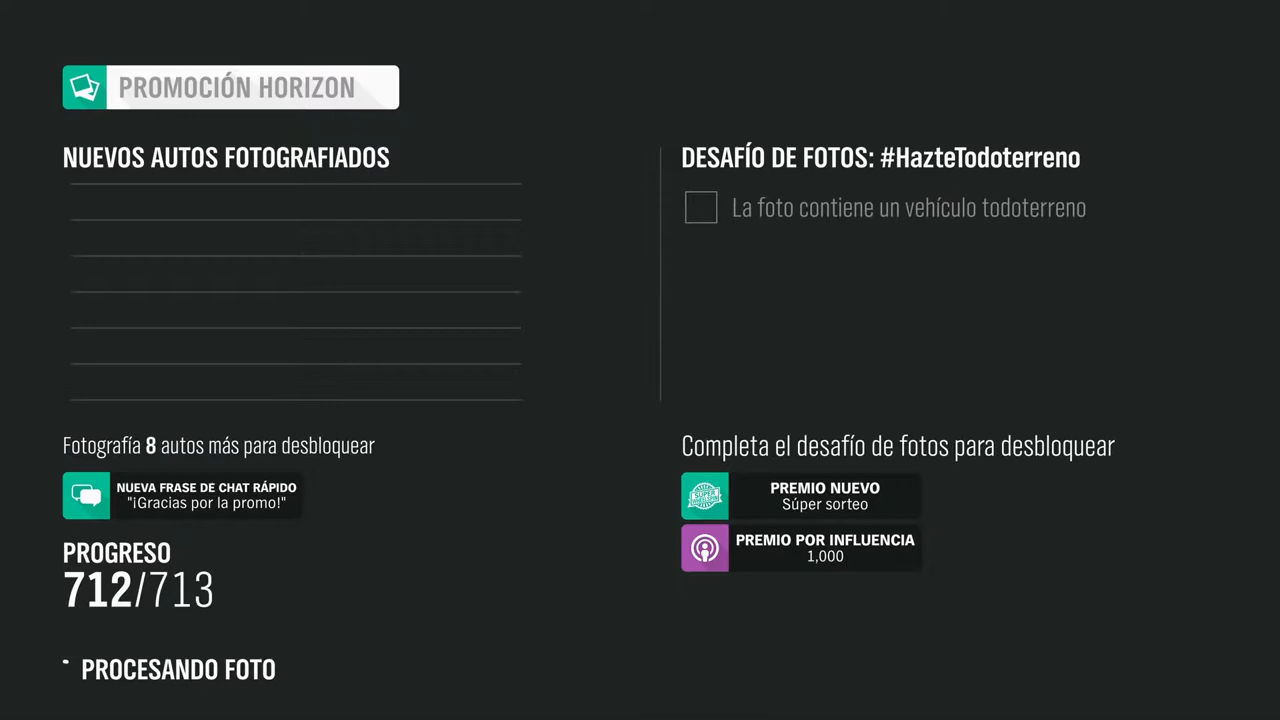 PROMOCIÓN HORIZON
NUEVOS AUTOS FOTOGRAFIADOS
Fotografía 8 autos más para desbloquear
NUEVA FRASE DE CHAT RÁPIDO
"¡Gracias por la promo!"
PROGRESO
712/713
PROCESANDO FOTO
DESAFÍO DE FOTOS: #HazteTodoterreno
La foto contiene un vehículo todoterreno
Completa el desafío de fotos para desbloquear
PREMIO NUEVO
Súper sorteo
PREMIO POR INFLUENCIA
1,000